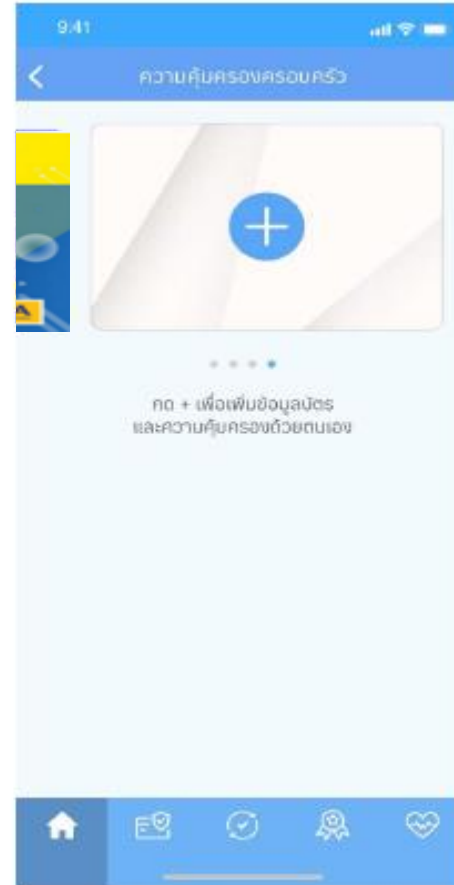 9:41
ความคุ้มครองครอบครัว
กด + เพื่อเพิ่มข้อมูลบัตร
และความคุ้มครองด้วยตนเอง